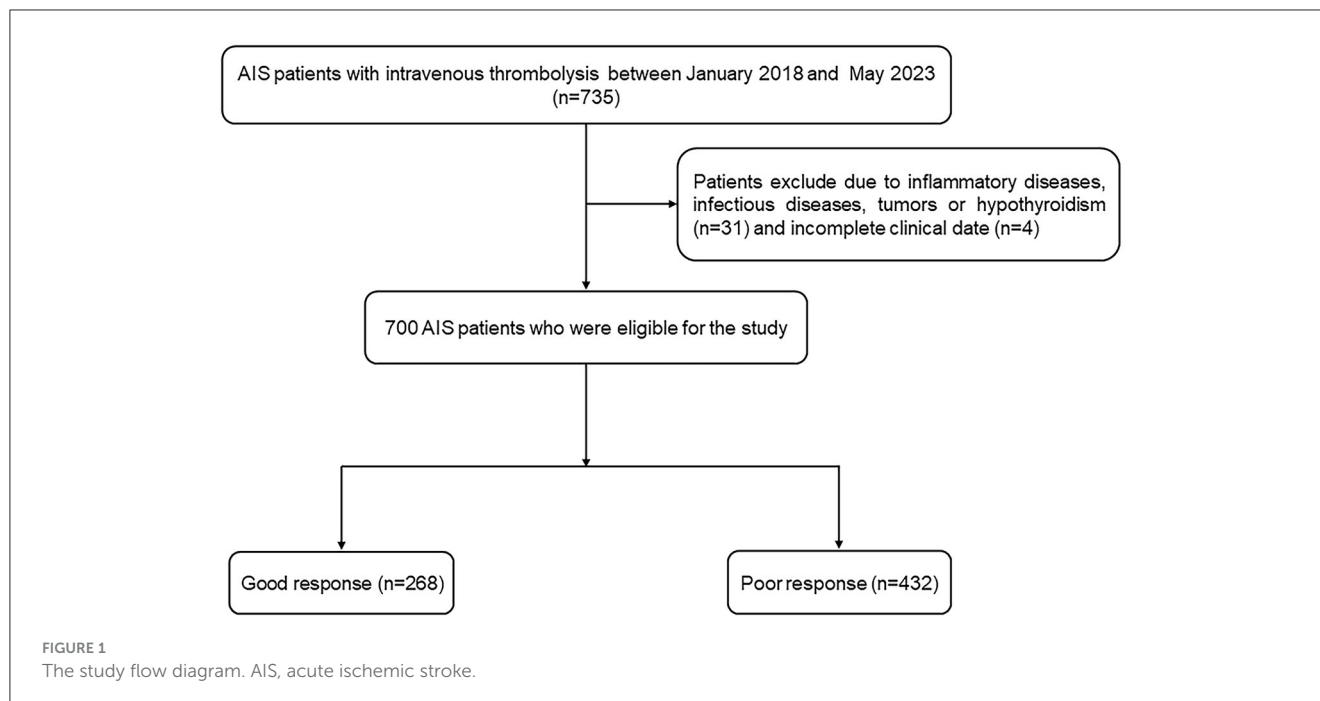 AIS patients with intravenous thrombolysis between January 2018 and May 2023
(n=735)
Patients exclude due to inflammatory diseases,
infectious diseases, tumors or hypothyroidism
(n=31) and incomplete clinical date (n=4)
700 AIS patients who were eligible for the study
Good response (n=268)
Poor response (n=432)
FIGURE 1
The study flow diagram. AIS, acute ischemic stroke.